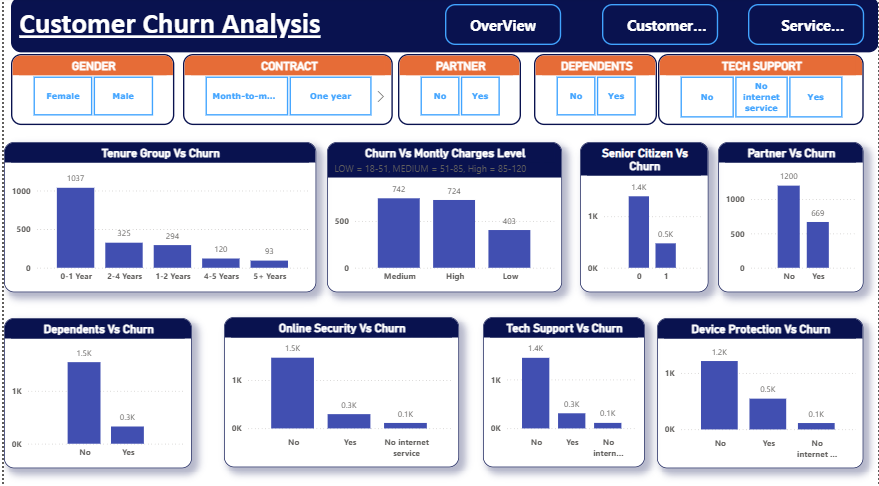 Customer Churn Analysis
OverView
Customer...
Service...
GENDER
Female
Male
CONTRACT
Month-to-m...
One year
PARTNER
No
Yes
DEPENDENTS
No
Yes
TECH SUPPORT
No
No
internet
service
Yes
Tenure Group Vs Churn
1000
500
0
1037
325
294
120
93
0-1 Year
2-4 Years
1-2 Years
4-5 Years
5+ Years
Churn Vs Montly Charges Level
LOW = 18-51, MEDIUM = 51-85, High = 85-120
500
0
742
724
403
Medium
High
Low
Senior Citizen Vs
Churn
1K
0K
1.4K
0.5K
0
1
Partner Vs Churn
1000
500
0
1200
669
No
Yes
Dependents Vs Churn
1K
0K
1.5K
0.3K
No
Yes
Online Security Vs Churn
1K
0K
1.5K
0.3K
0.1K
No
Yes
No internet
service
Tech Support Vs Churn
1K
0K
1.4K
0.3K
0.1K
No
Yes
No
intern...
Device Protection Vs Churn
1K
0K
1.2K
0.5K
0.1K
No
Yes
No
internet ...